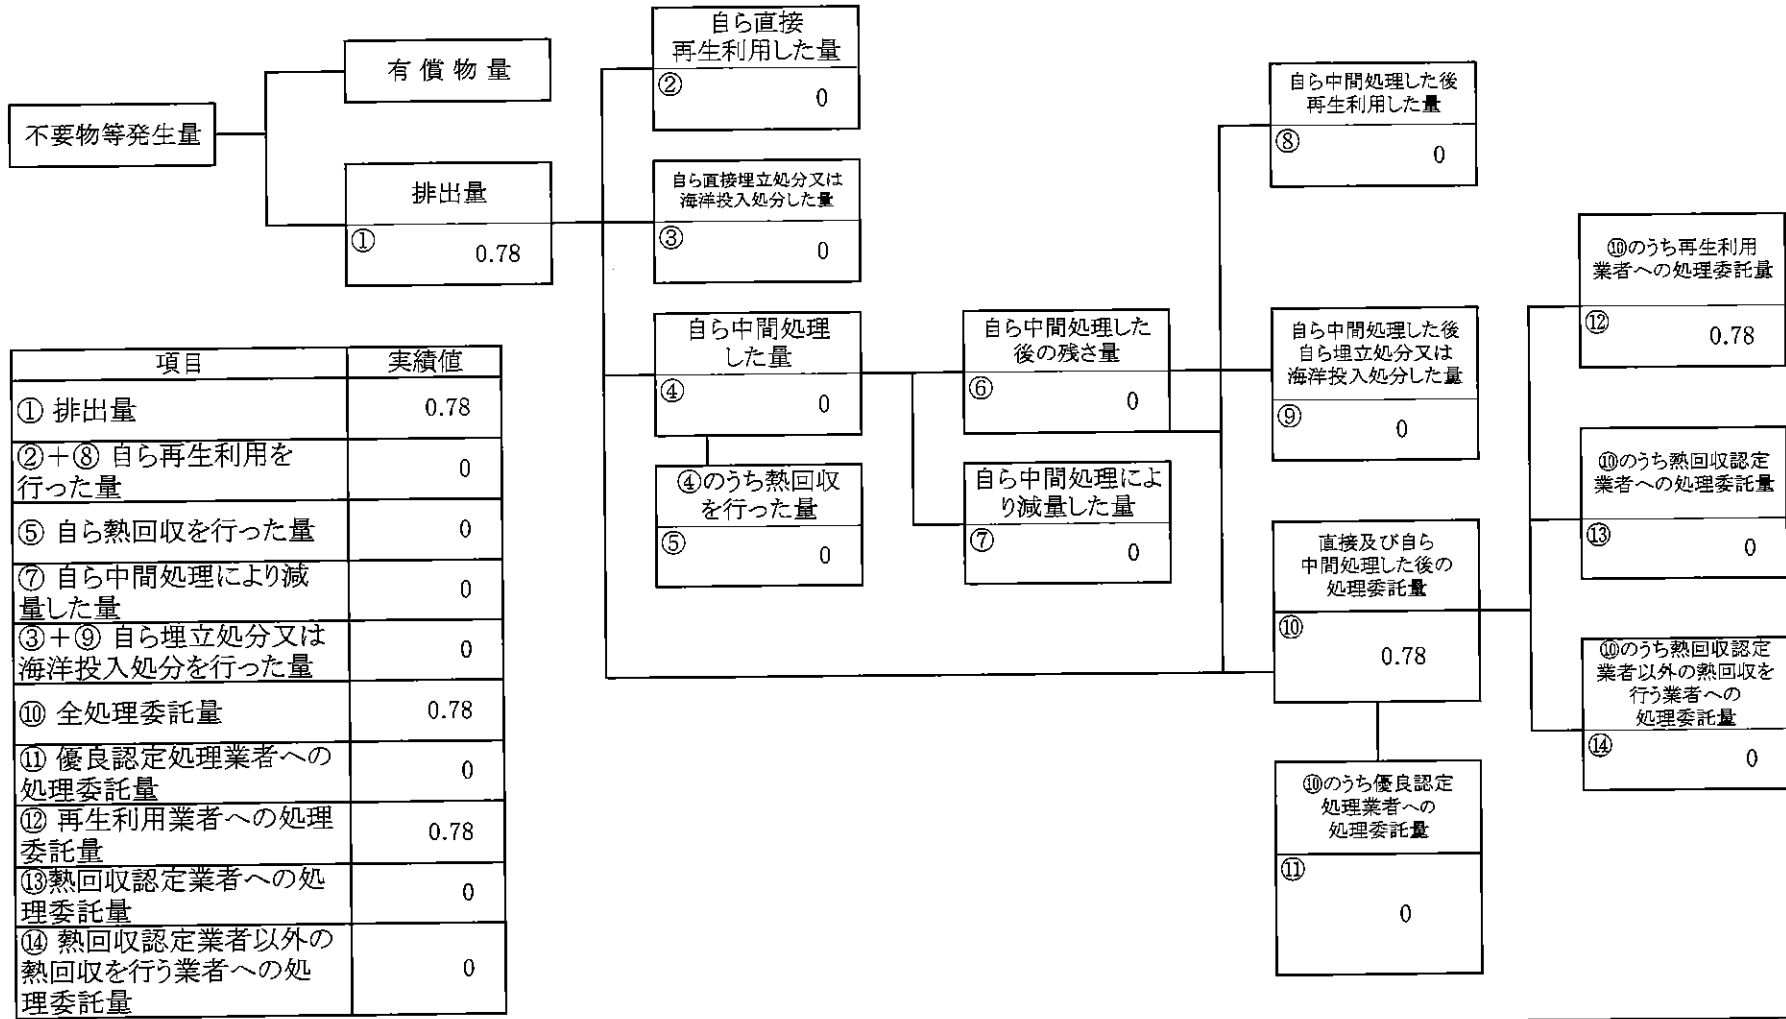 不要物等発生量
有償物量
排出量
①
0.78
自ら直接
再生利用した量
②
0
自ら直接埋立処分又は
海洋投入処分した量
③
0
自ら中間処理
した量
④
0
④のうち熱回収
を行った量
⑤
0
自ら中間処理した
後の残さ量
⑥
0
自ら中間処理によ
り減量した量
⑦
0
自ら中間処理した後
再生利用した量
⑧
0
自ら中間処理した後
自ら埋立処分又は
海洋投入処分した量
⑨
0
直接及び自ら
中間処理した後の
処理委託量
⑩
0.78
⑩のうち優良認定
処理業者への
処理委託量
⑪
0
⑩のうち再生利用
業者への処理委託量
⑫
0.78
⑩のうち熱回収認定
業者への処理委託量
⑬
0
⑩のうち熱回収認定
業者以外の熱回収を
行う業者への
処理委託量
⑭
0
項目 実績値
① 排出量 0.78
②+⑧ 自ら再生利用を
行った量 0
⑤ 自ら熱回収を行った量 0
⑦ 自ら中間処理により減
量した量 0
③+⑨ 自ら埋立処分又は
海洋投入処分を行った量 0
⑩ 全処理委託量 0.78
⑪ 優良認定処理業者への
処理委託量 0
⑫ 再生利用業者への処理
委託量 0.78
⑬熱回収認定業者への処
理委託量 0
⑭ 熱回収認定業者以外の
熱回収を行う業者への処
理委託量 0